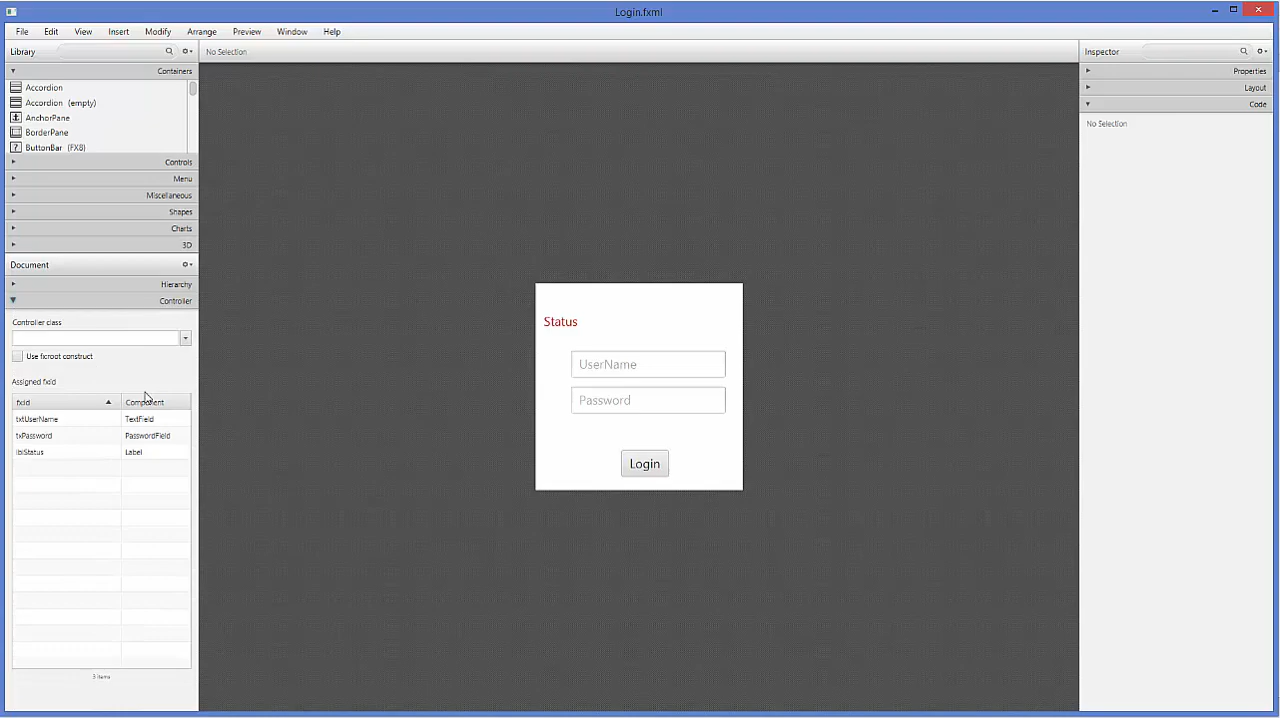 Login.fxml
File Edit View Insert Modify Arrange Preview Window Help
Library
No Selection
Inspector
Containers
Accordion
Accordion (empty)
AnchorPane
BorderPane
ButtonBar (FX8)
Controls
Menu
Miscellaneous
Shapes
Charts
3D
Document
Hierarchy
Controller
Controller class
Use fx:root construct
Assigned fx:id
fx:id Component
txtUserName TextField
txPassword PasswordField
lblStatus Label
3 items
Status
UserName
Password
Login
Properties
Layout
Code
No Selection